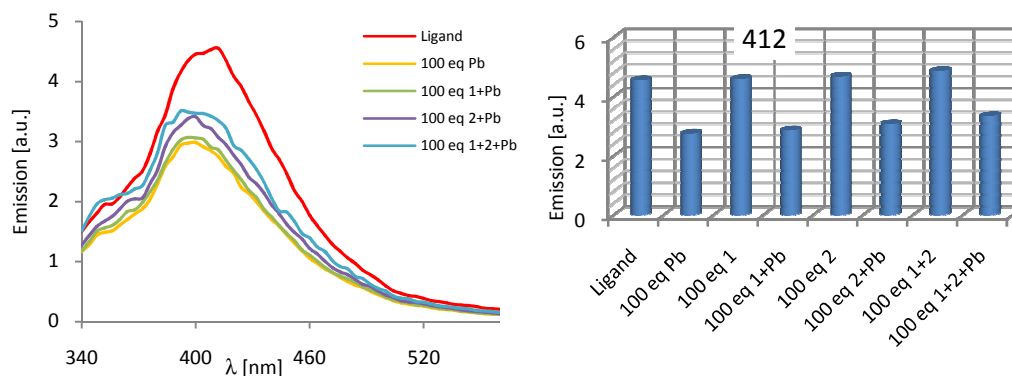 Emission [a.u.]
5
4
3
2
1
0
340
400
460
520
λ [nm]
Ligand
100 eq Pb
100 eq 1+Pb
100 eq 2+Pb
100 eq 1+2+Pb
412
Emission [a.u.]
6
4
2
0
Ligand
100 eq Pb
100 eq 1
100 eq 1+Pb
100 eq 2
100 eq 2+Pb
100 eq 1+2
100 eq 1+2+Pb